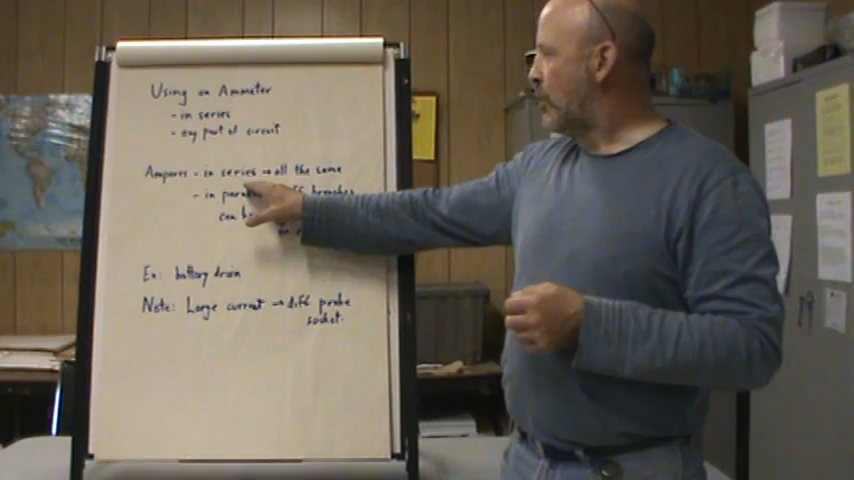 Using an Ammeter
- in series
- any part of circuit
Amperes - in series → all the same
- in branches
can
Ex: battery drain
Note: Large current → diff probe
socket.